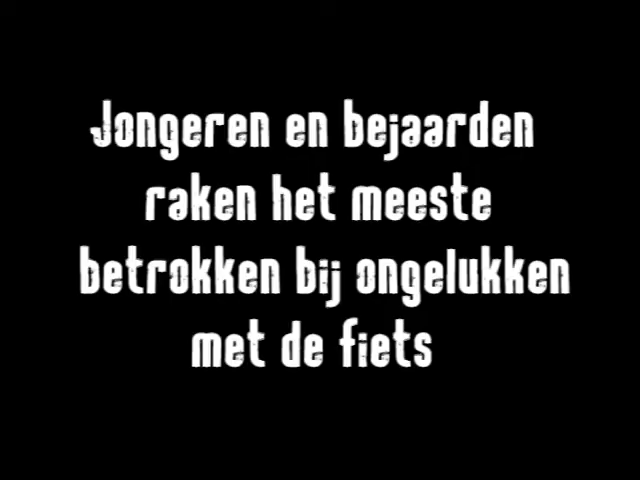 Jongeren en bejaarden
raken het meeste
betrokken bij ongelukken
met de fiets